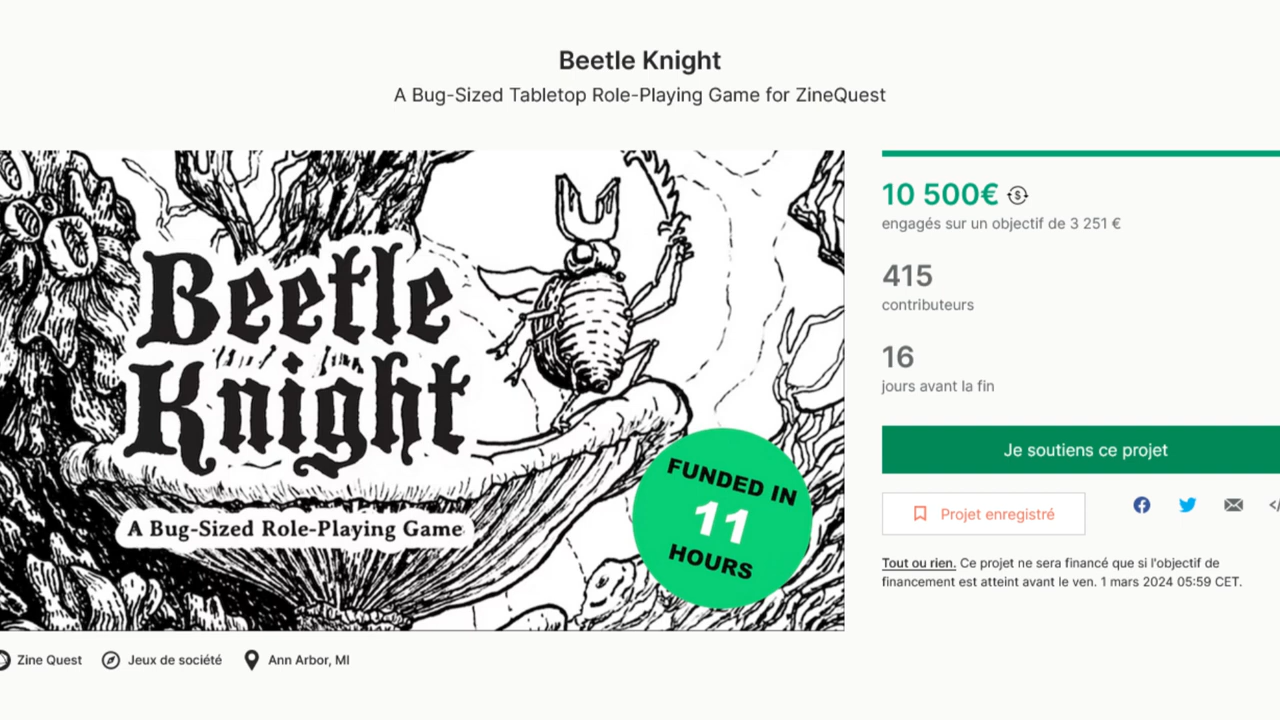 Beetle Knight
A Bug-Sized Tabletop Role-Playing Game for ZineQuest
Beetle
Knight
A Bug-Sized Role-Playing Game
FUNDED IN
11
HOURS
10 500€
engagés sur un objectif de 3 251 €
415
contributeurs
16
jours avant la fin
Je soutiens ce projet
Projet enregistré
Tout ou rien. Ce projet ne sera financé que si l'objectif de
financement est atteint avant le ven. 1 mars 2024 05:59 CET.
Zine Quest Jeux de société Ann Arbor, MI